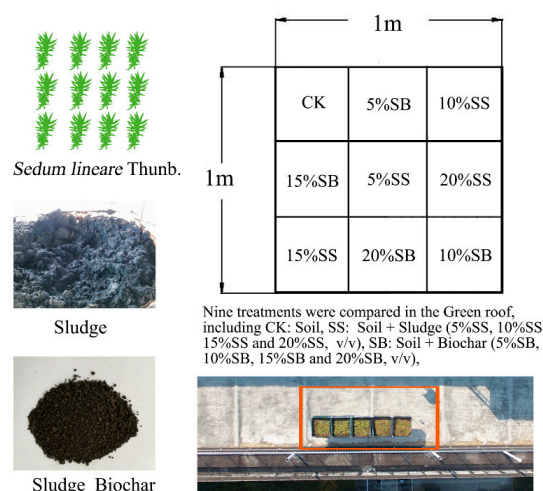 1m
1m
CK 5%SB 10%SS
15%SB 5%SS 20%SS
15%SS 20%SB 10%SB
Sedum lineare Thunb.
Sludge
Sludge Biochar
Nine treatments were compared in the Green roof,
including CK: Soil, SS: Soil + Sludge (5%SS, 10%SS
15%SS and 20%SS, v/v), SB: Soil + Biochar (5%SB,
10%SB, 15%SB and 20%SB, v/v),